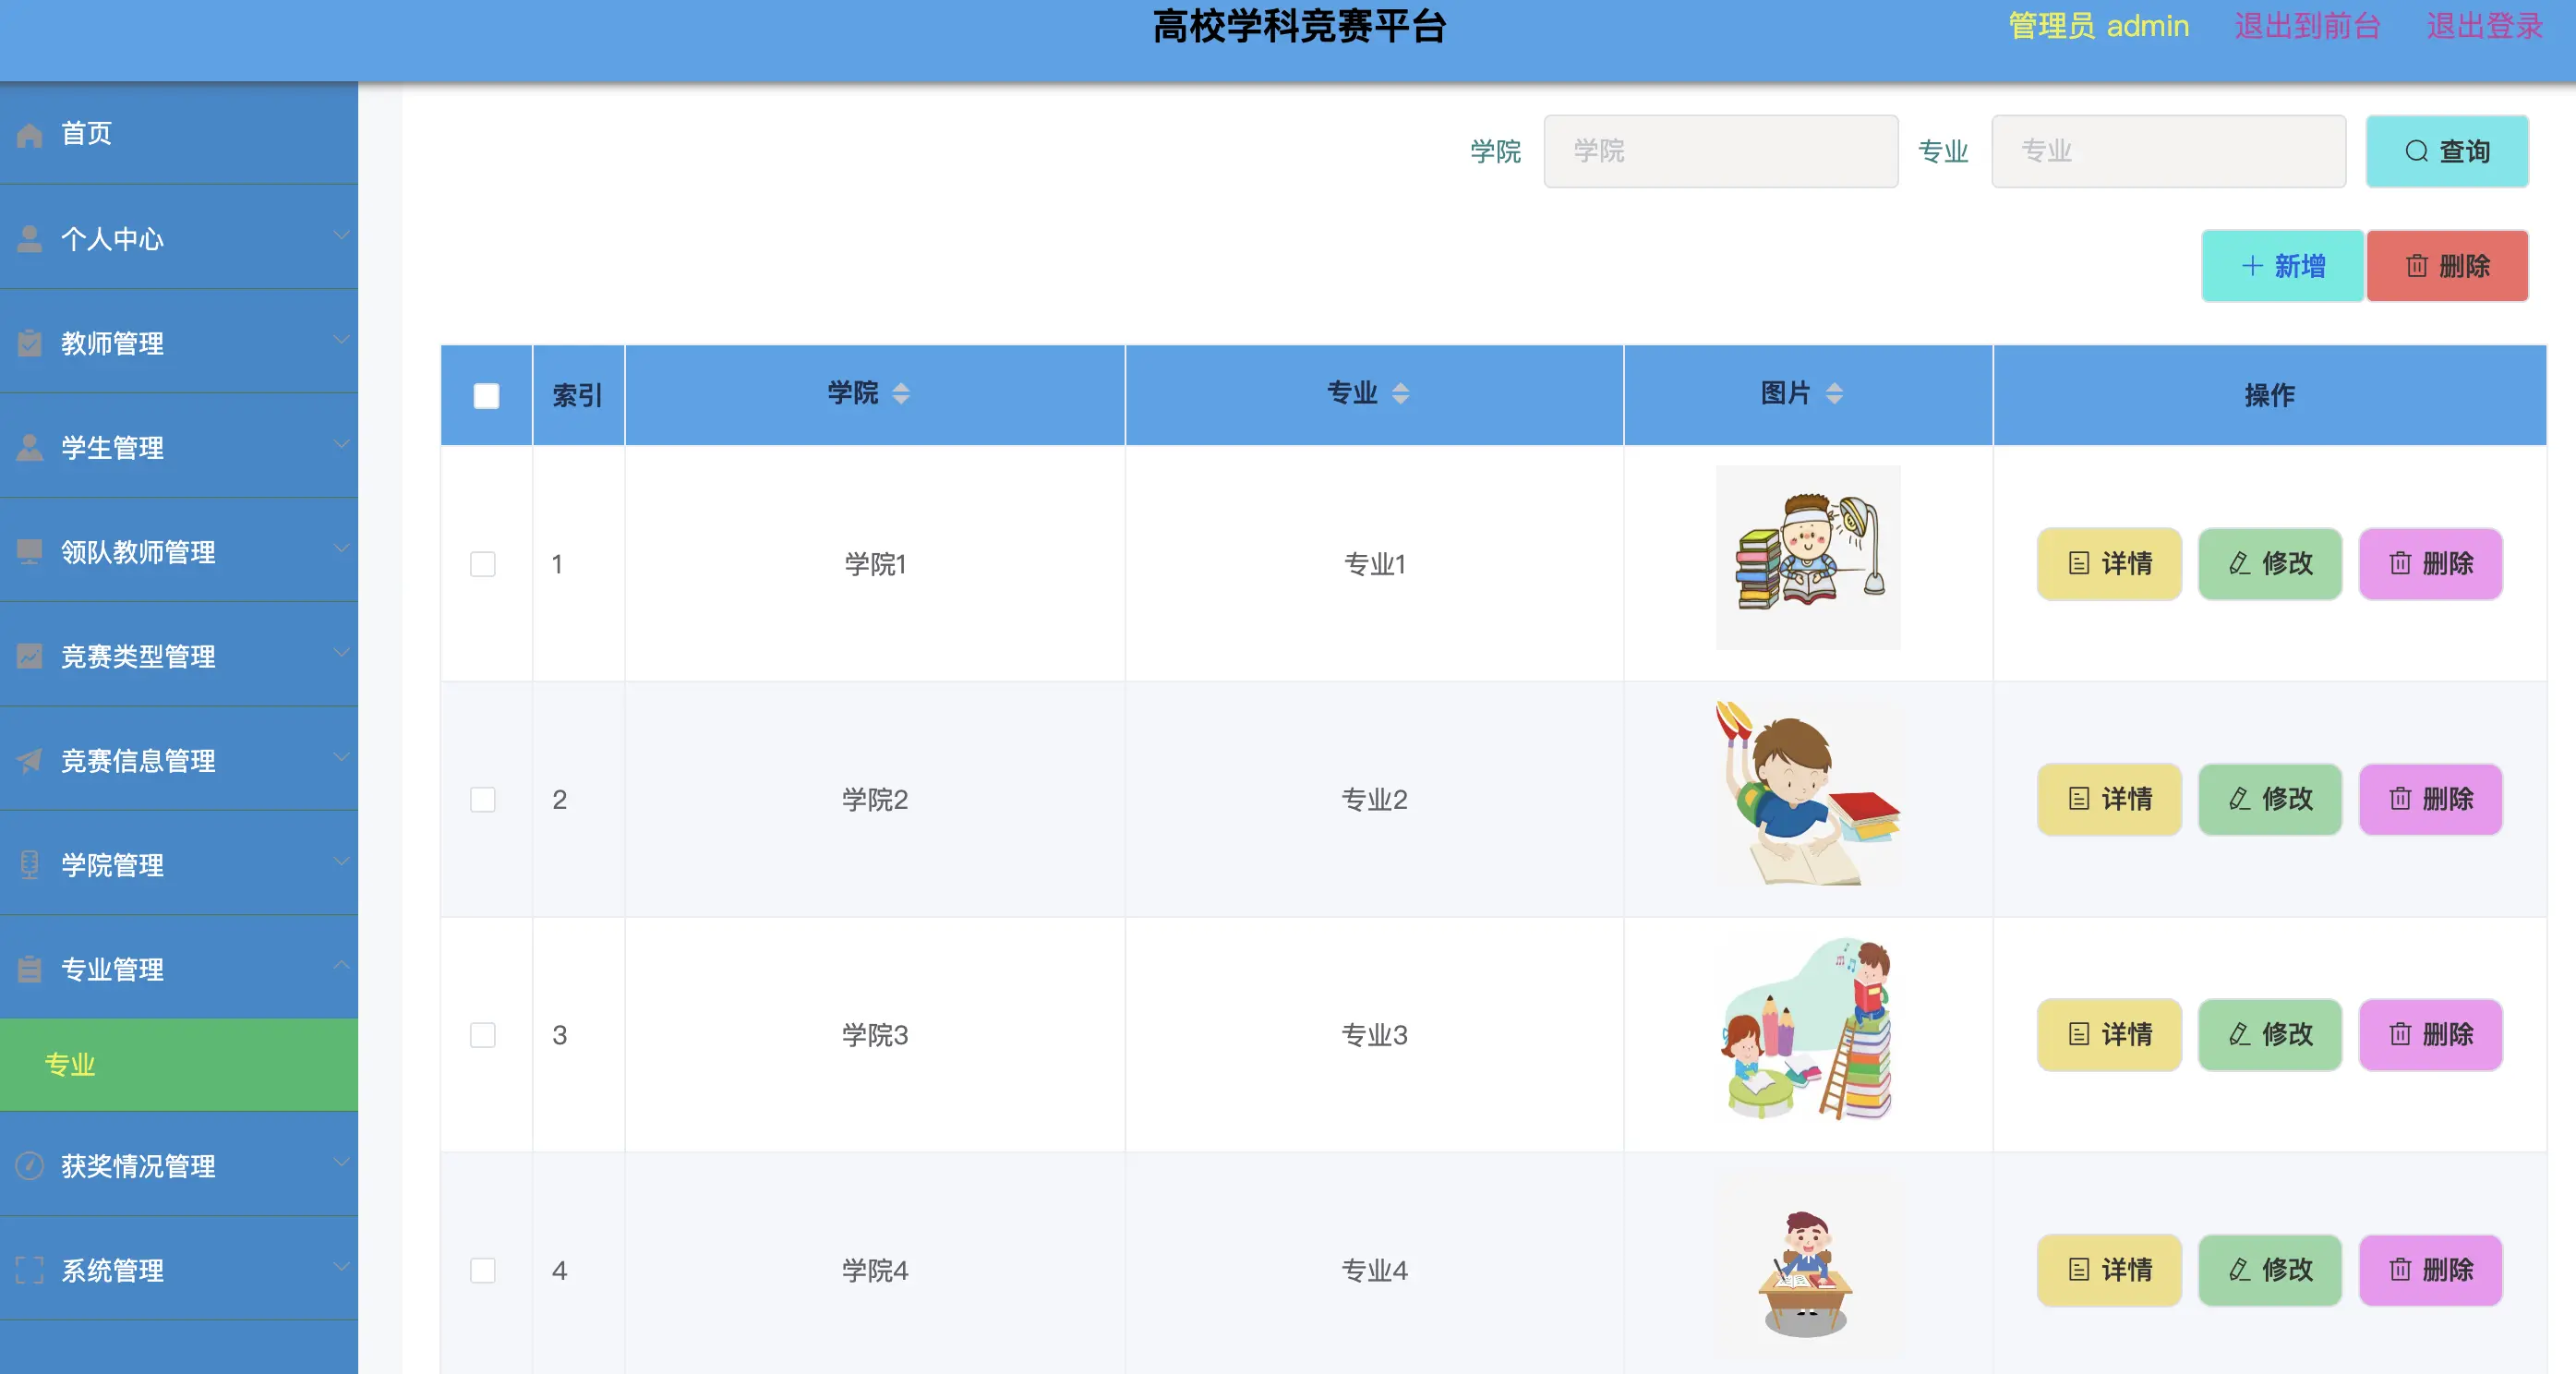 高校学科竞赛平台
管理员 admin 退出到前台 退出登录
首页
个人中心
教师管理
学生管理
领队教师管理
竞赛类型管理
竞赛信息管理
学院管理
专业管理
专业
获奖情况管理
系统管理
学院 学院 专业 专业 查询
新增 删除
索引 学院 专业 图片 操作
1 学院1 专业1 详情 修改 删除
2 学院2 专业2 详情 修改 删除
3 学院3 专业3 详情 修改 删除
4 学院4 专业4 详情 修改 删除